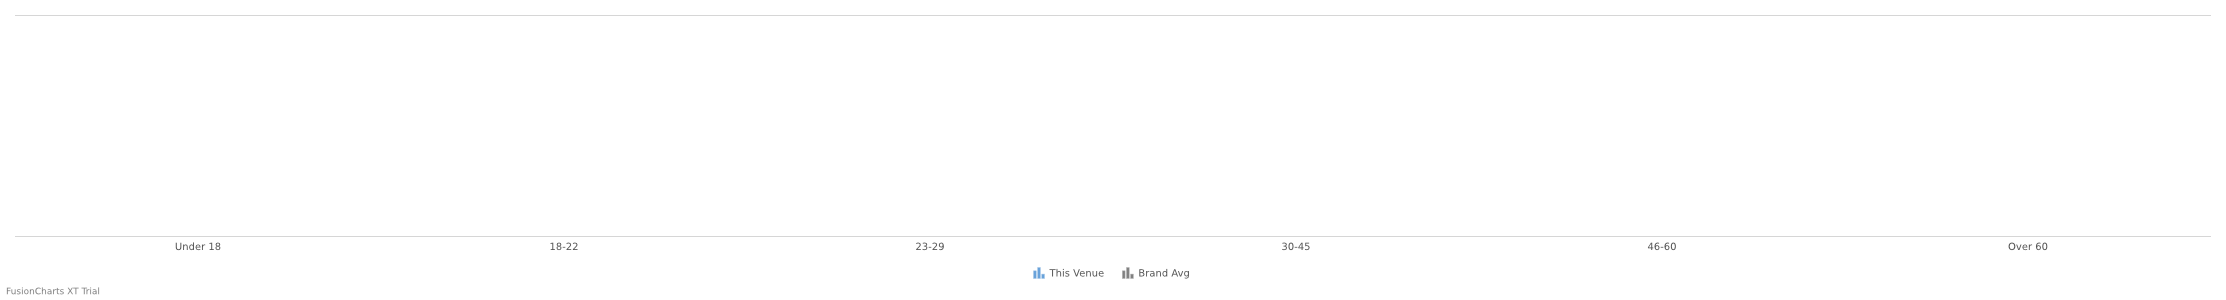 Under 18 18-22 23-29 30-45 46-60 Over 60
This Venue Brand Avg
FusionCharts XT Trial